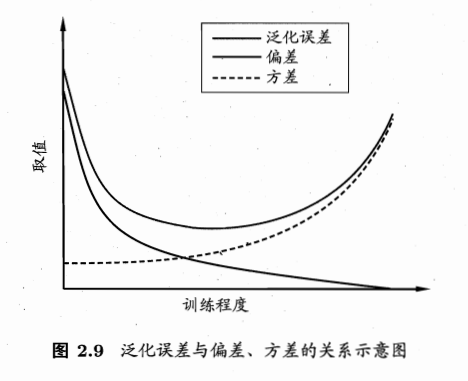 泛化误差
偏差
方差
取值
训练程度
图 2.9 泛化误差与偏差、方差的关系示意图